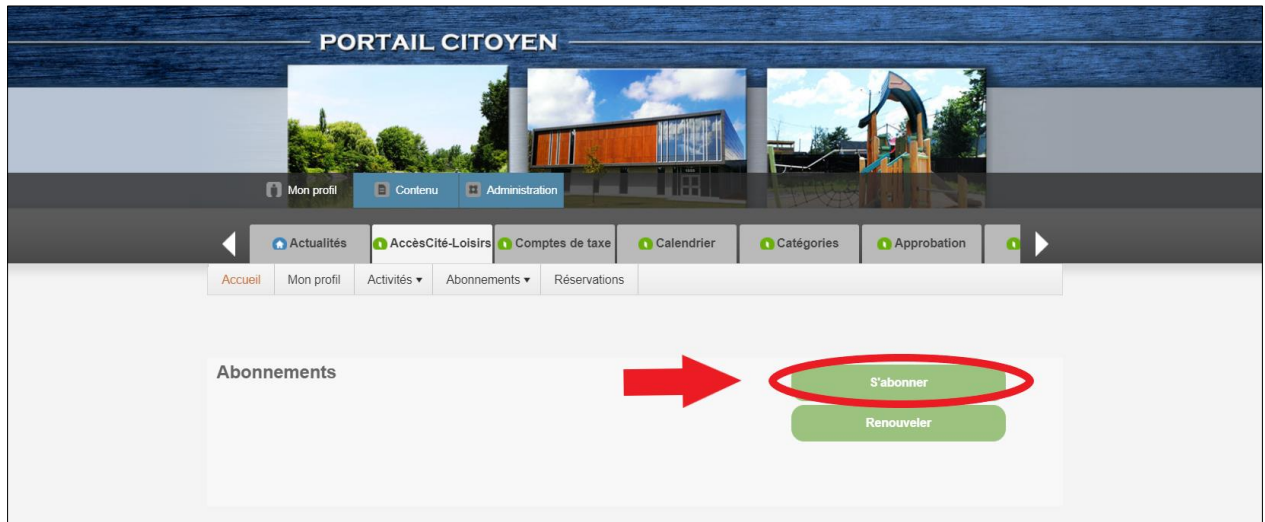 PORTAIL CITOYEN
Mon profil Contenu Administration
Actualités AccèsCité-Loisirs Comptes de taxe Calendrier Catégories Approbation
Accueil Mon profil Activités ▾ Abonnements ▾ Réservations
Abonnements
S'abonner
Renouveler